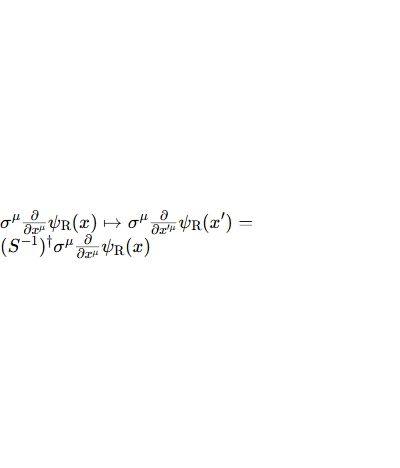 σ^μ ∂/∂x^μ ψ_R(x) ↦ σ^μ ∂/∂x′^μ ψ_R(x′) =
(S^−1)^† σ^μ ∂/∂x^μ ψ_R(x)